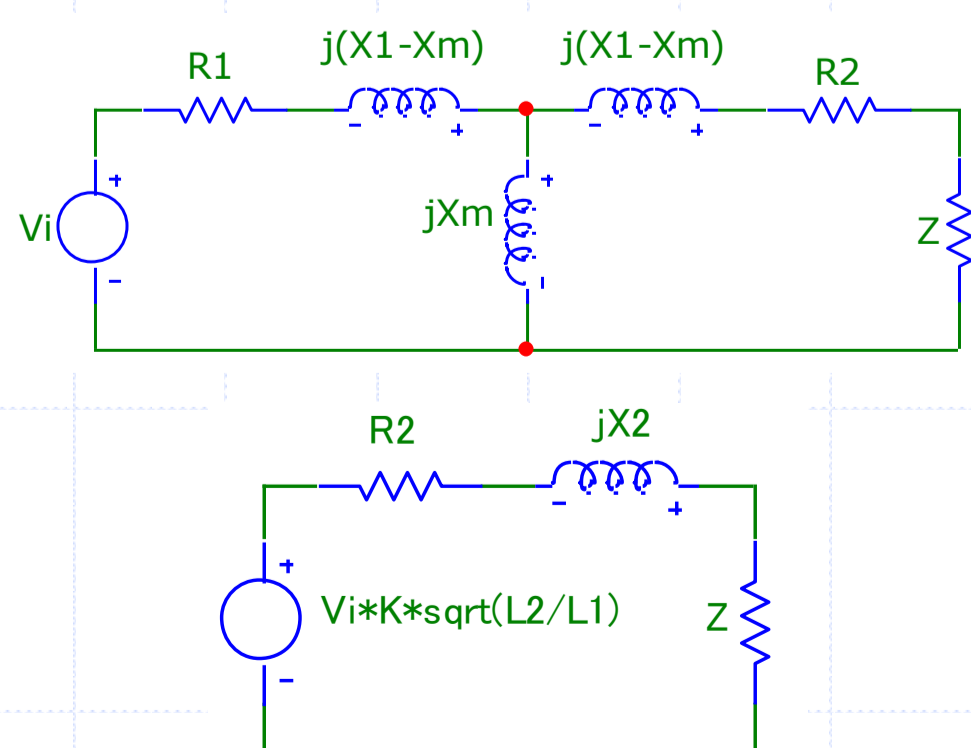 R1
j(X1-Xm)
j(X1-Xm)
R2
+
-
+
-
+
Vi
-
jXm
+
-
Z
R2
jX2
-
+
+
Vi*K*sqrt(L2/L1)
-
Z